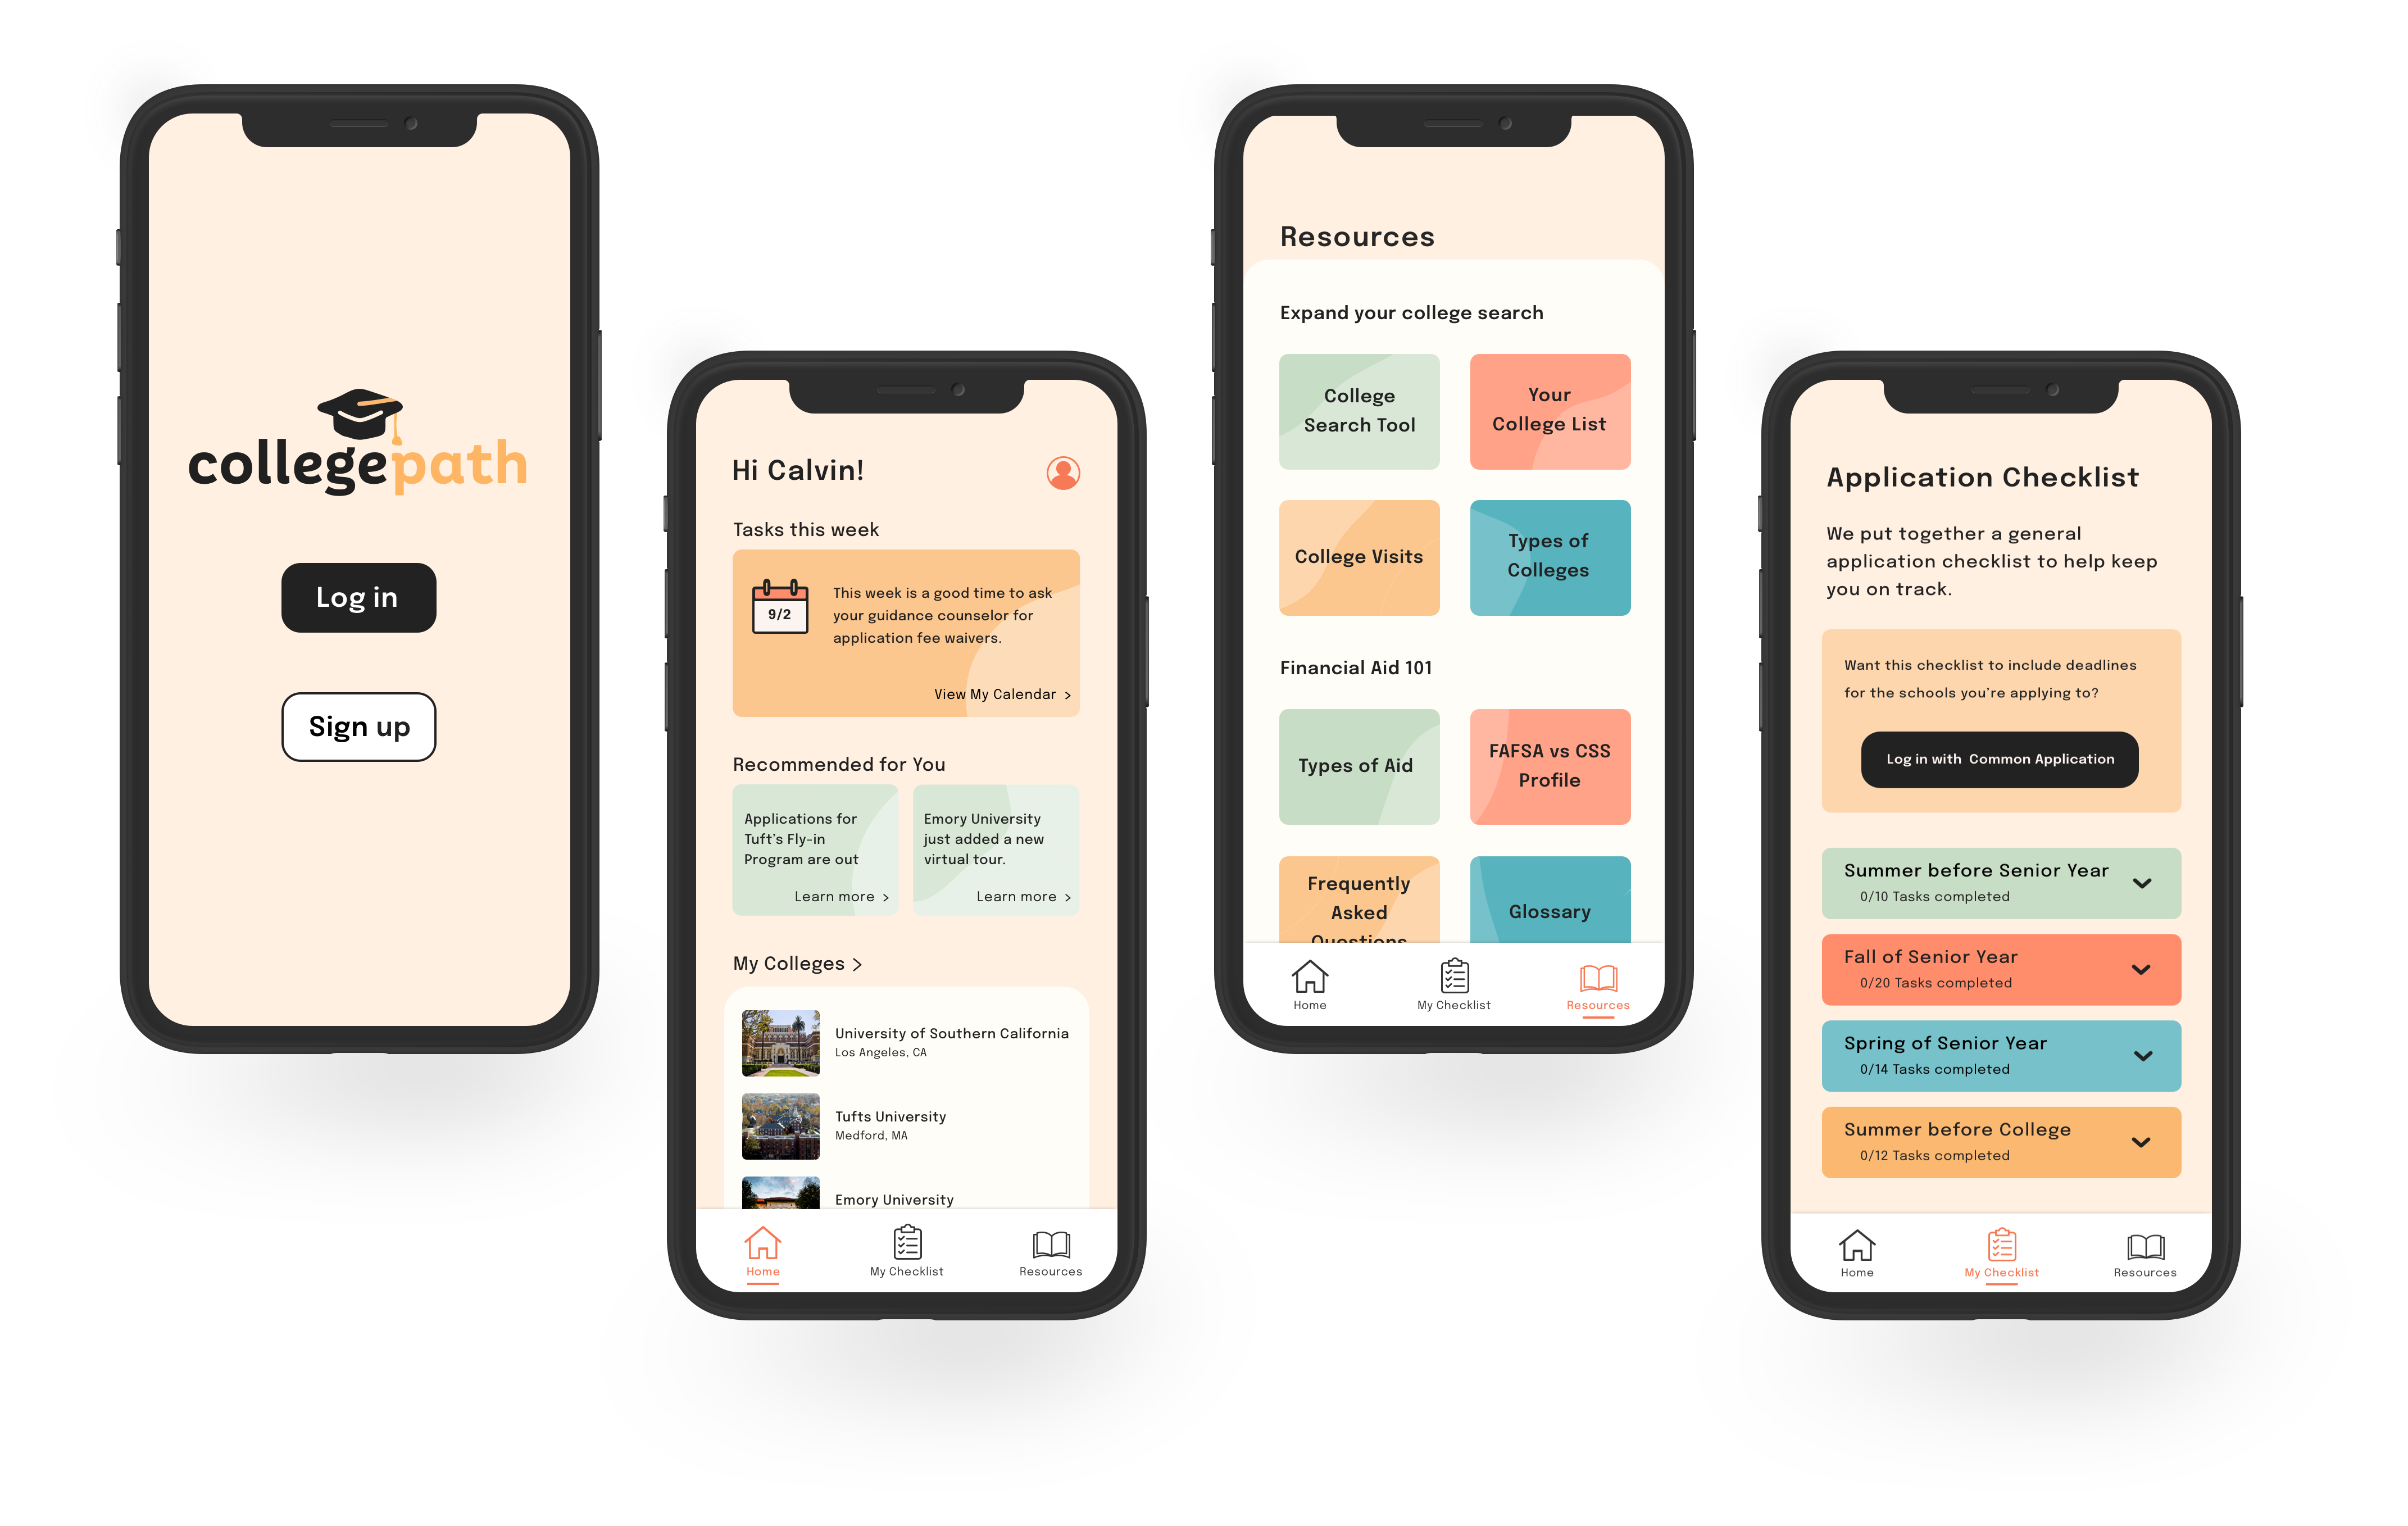 collegepath
Log in
Sign up
Hi Calvin!
Tasks this week
9/2
This week is a good time to ask
your guidance counselor for
application fee waivers.
View My Calendar >
Recommended for You
Applications for
Tuft's Fly-in
Program are out
Learn more >
Emory University
just added a new
virtual tour.
Learn more >
My Colleges >
University of Southern California
Los Angeles, CA
Tufts University
Medford, MA
Emory University
Home
My Checklist
Resources
Resources
Expand your college search
College
Search Tool
Your
College List
College Visits
Types of
Colleges
Financial Aid 101
Types of Aid
FAFSA vs CSS
Profile
Frequently
Asked
Questions
Glossary
Home
My Checklist
Resources
Application Checklist
We put together a general
application checklist to help keep
you on track.
Want this checklist to include deadlines
for the schools you're applying to?
Log in with Common Application
Summer before Senior Year
0/10 Tasks completed
Fall of Senior Year
0/20 Tasks completed
Spring of Senior Year
0/14 Tasks completed
Summer before College
0/12 Tasks completed
Home
My Checklist
Resources